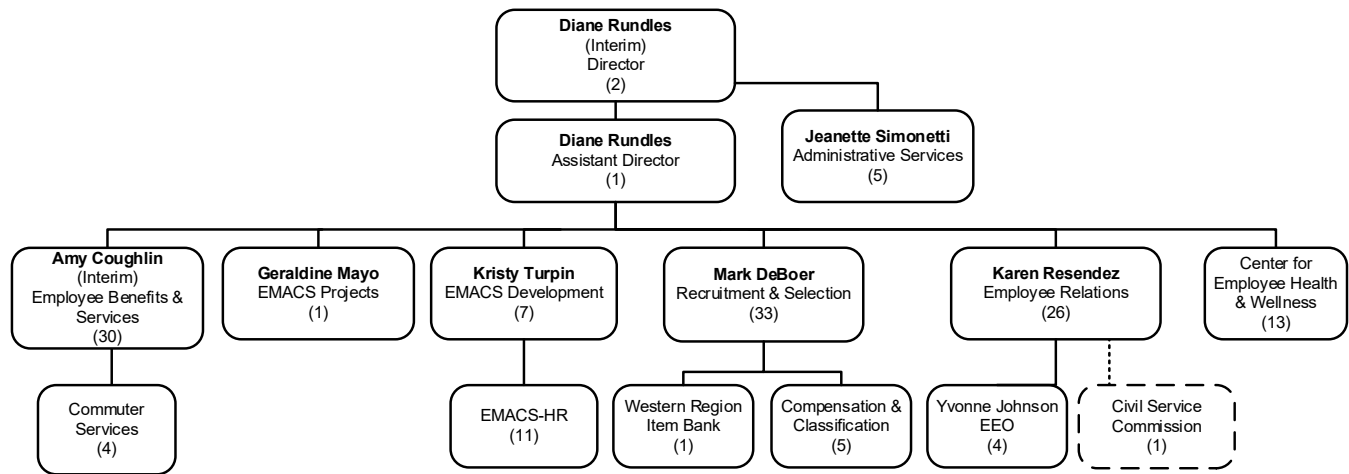 Diane Rundles
(Interim)
Director
(2)
Diane Rundles
Assistant Director
(1)
Jeanette Simonetti
Administrative Services
(5)
Amy Coughlin
(Interim)
Employee Benefits &
Services
(30)
Geraldine Mayo
EMACS Projects
(1)
Kristy Turpin
EMACS Development
(7)
Mark DeBoer
Recruitment & Selection
(33)
Karen Resendez
Employee Relations
(26)
Center for
Employee Health
& Wellness
(13)
Commuter
Services
(4)
EMACS-HR
(11)
Western Region
Item Bank
(1)
Compensation &
Classification
(5)
Yvonne Johnson
EEO
(4)
Civil Service
Commission
(1)